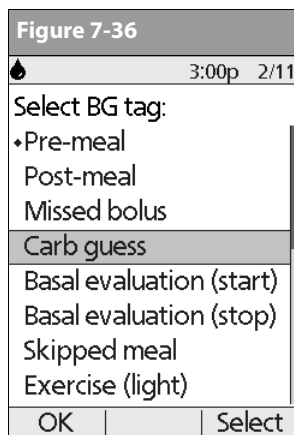 Figure 7-36
3:00p 2/11
Select BG tag:
◆Pre-meal
Post-meal
Missed bolus
Carb guess
Basal evaluation (start)
Basal evaluation (stop)
Skipped meal
Exercise (light)
OK Select